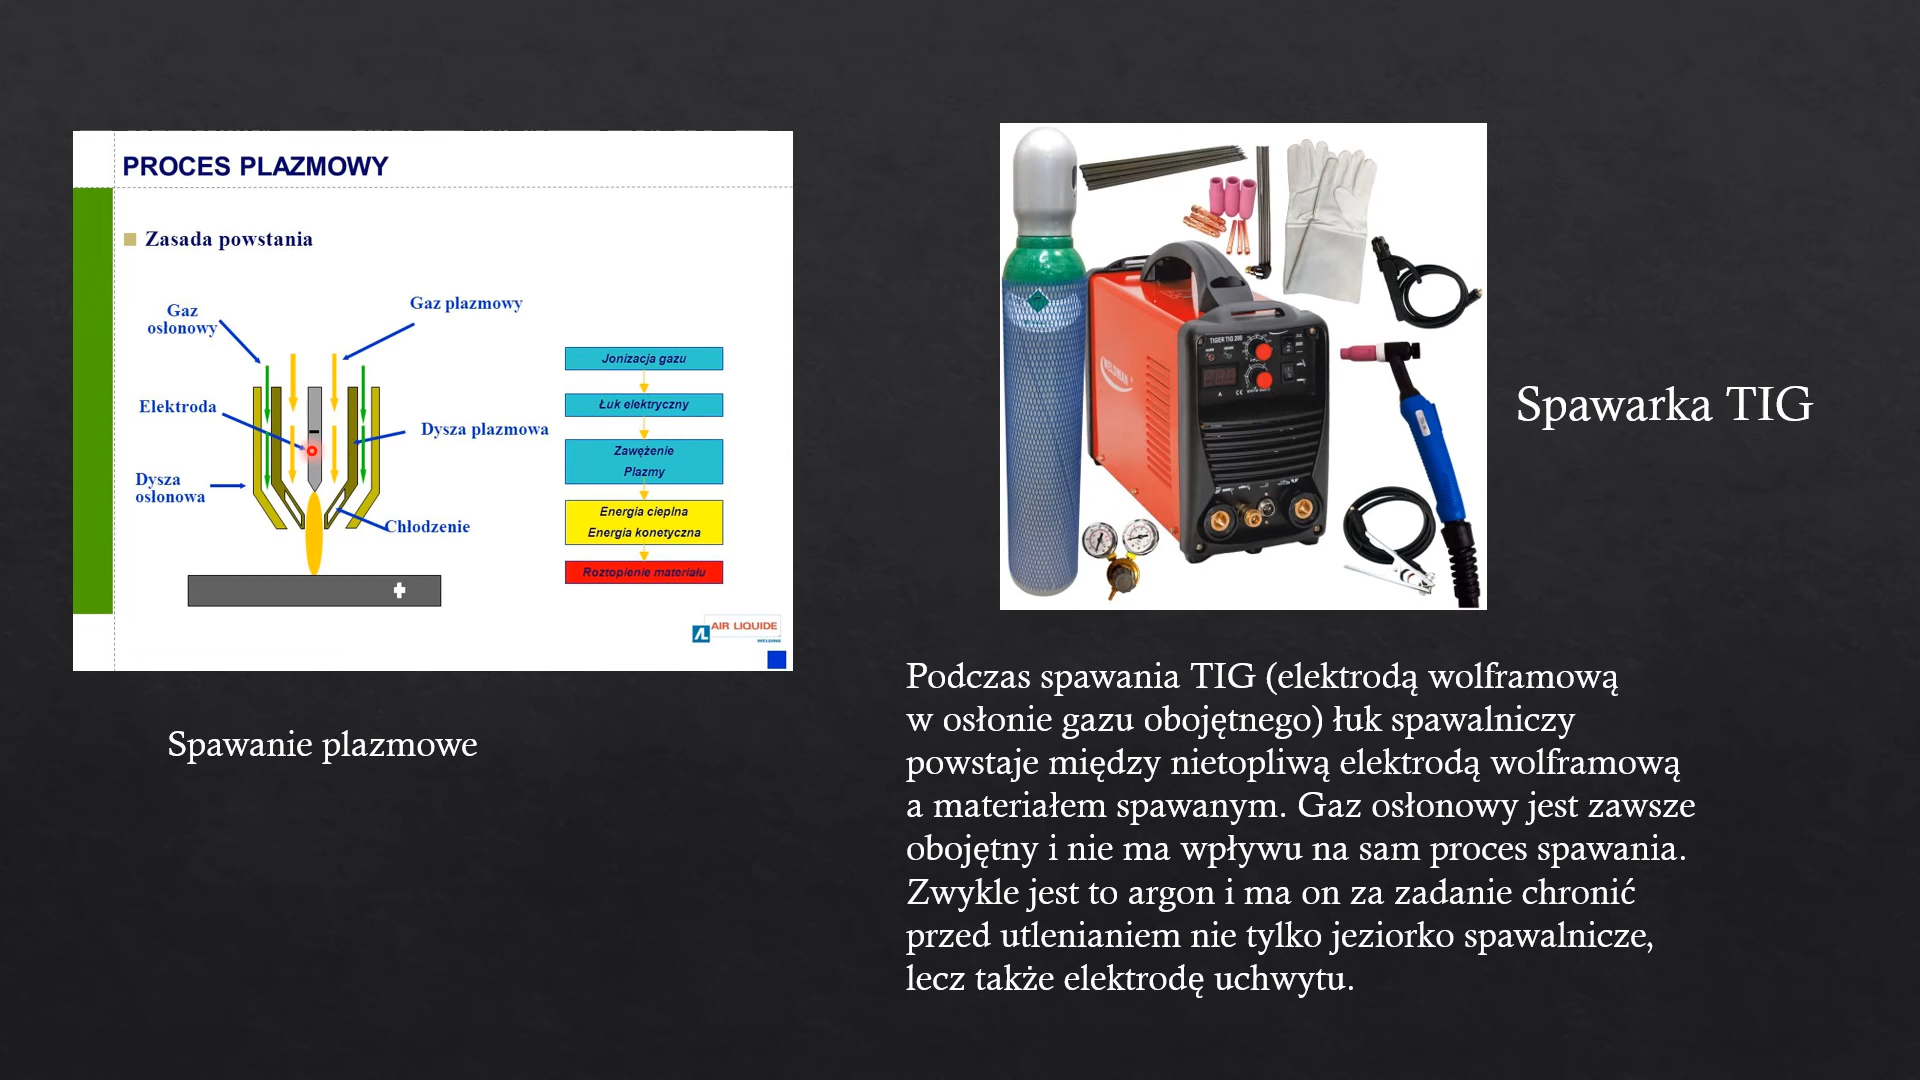 PROCES PLAZMOWY
Zasada powstania
Gaz
osłonowy
Gaz plazmowy
Elektroda
Dysza plazmowa
Dysza
osłonowa
Chłodzenie
Jonizacja gazu
Łuk elektryczny
Zawężenie
Plazmy
Energia cieplna
Energia konetyczna
Roztopienie materiału
AIR LIQUIDE
WELDING
Spawanie plazmowe
TIGER TIG 200
WELDMAN
Spawarka TIG
Podczas spawania TIG (elektrodą wolframową
w osłonie gazu obojętnego) łuk spawalniczy
powstaje między nietopliwą elektrodą wolframową
a materiałem spawanym. Gaz osłonowy jest zawsze
obojętny i nie ma wpływu na sam proces spawania.
Zwykle jest to argon i ma on za zadanie chronić
przed utlenianiem nie tylko jeziorko spawalnicze,
lecz także elektrodę uchwytu.